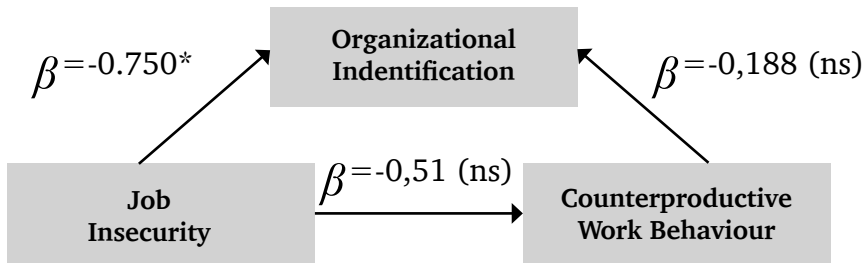 Organizational
Indentification
β=-0.750*
β=-0,188 (ns)
β=-0,51 (ns)
Job
Insecurity
Counterproductive
Work Behaviour